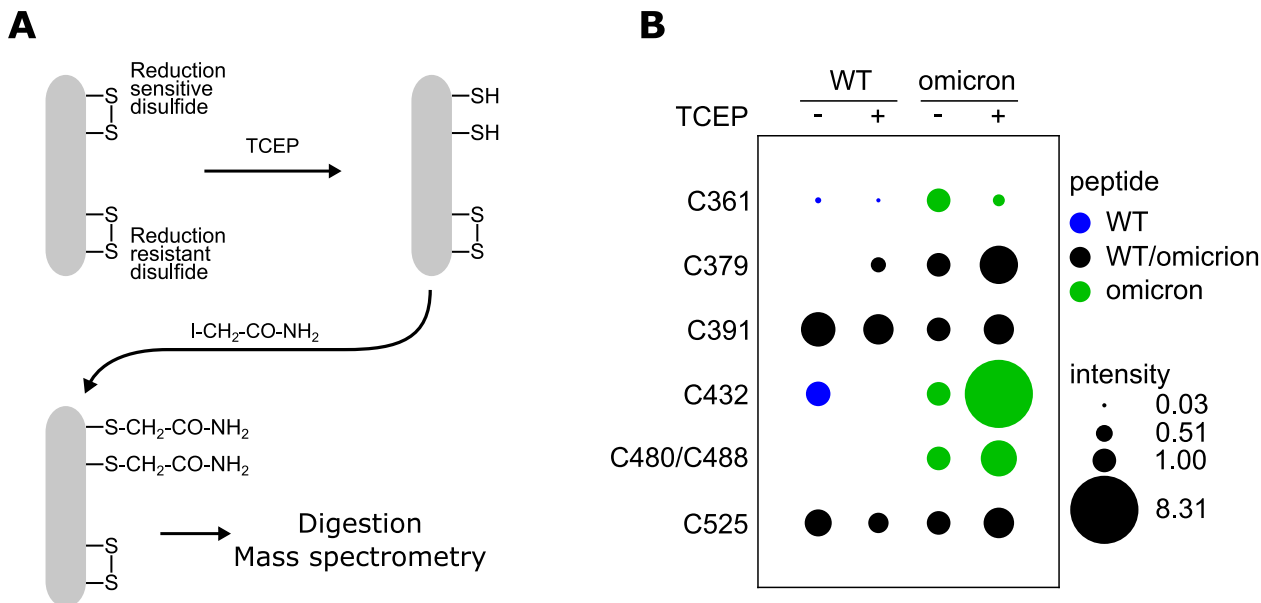 A
Reduction
sensitive
disulfide
S
S
TCEP
SH
SH
S
S
Reduction
resistant
disulfide
S
S
I-CH₂-CO-NH₂
S-CH₂-CO-NH₂
S-CH₂-CO-NH₂
S
S
Digestion
Mass spectrometry
B
WT omicron
TCEP - + - +
C361
C379
C391
C432
C480/C488
C525
peptide
WT
WT/omicrion
omicron
intensity
0.03
0.51
1.00
8.31